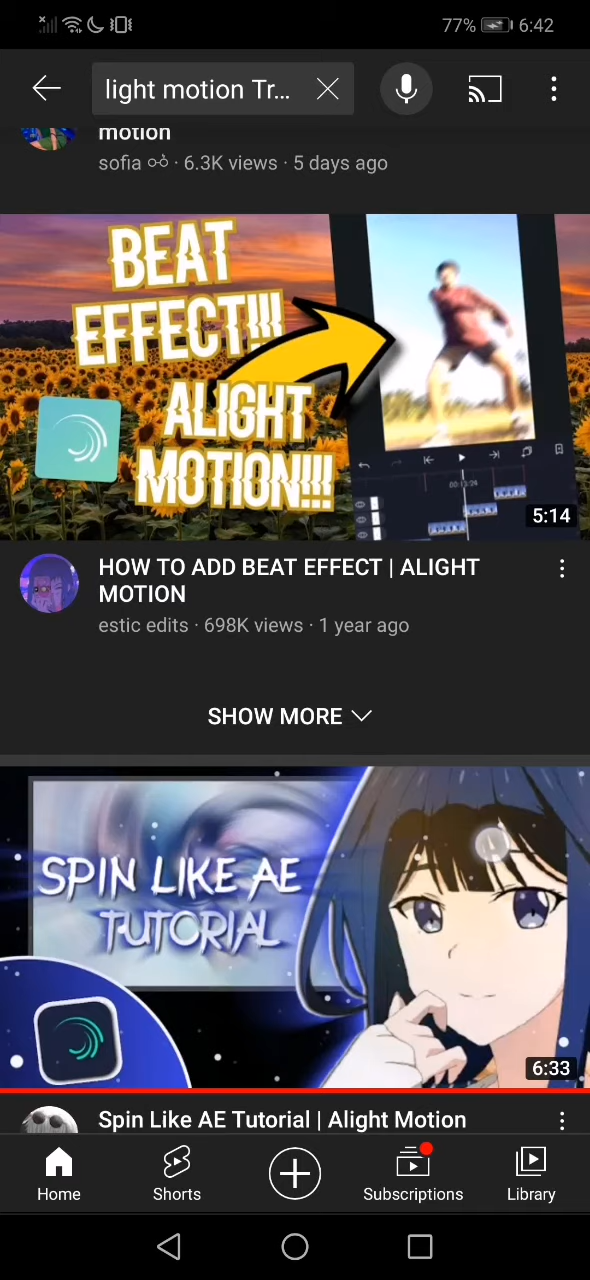 77% 6:42
light motion Tr...
motion
sofia · 6.3K views · 5 days ago
BEAT
EFFECT!!!
ALIGHT
MOTION!!!
5:14
HOW TO ADD BEAT EFFECT | ALIGHT
MOTION
estic edits · 698K views · 1 year ago
SHOW MORE
SPIN LIKE AE
TUTORIAL
6:33
Spin Like AE Tutorial | Alight Motion
Home
Shorts
Subscriptions
Library